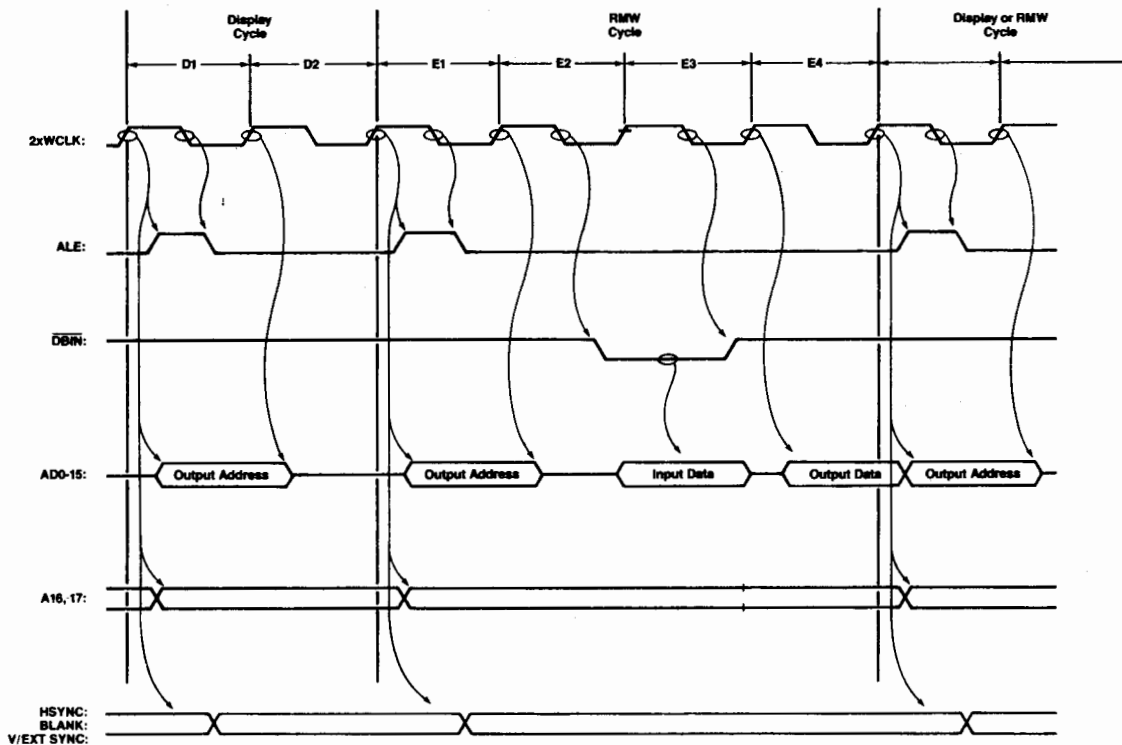 Display
Cycle
RMW
Cycle
Display or RMW
Cycle
D1
D2
E1
E2
E3
E4
2xWCLK:
ALE:
DBIN:
AD0-15:
Output Address
Output Address
Input Data
Output Data
Output Address
A16, 17:
HSYNC:
BLANK:
V/EXT SYNC: